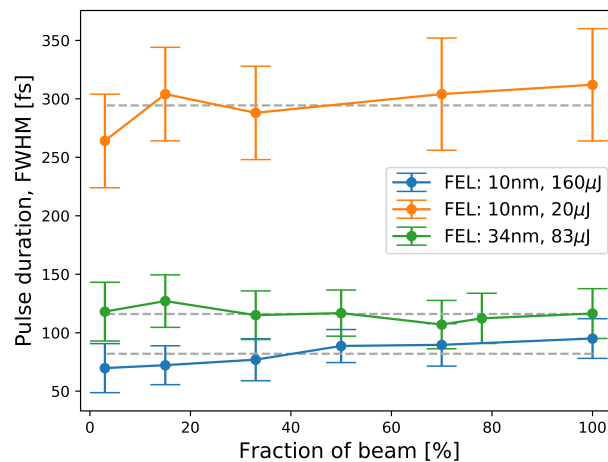 Pulse duration, FWHM [fs]
350
300
250
200
150
100
50
FEL: 10nm, 160μJ
FEL: 10nm, 20μJ
FEL: 34nm, 83μJ
0 20 40 60 80 100
Fraction of beam [%]